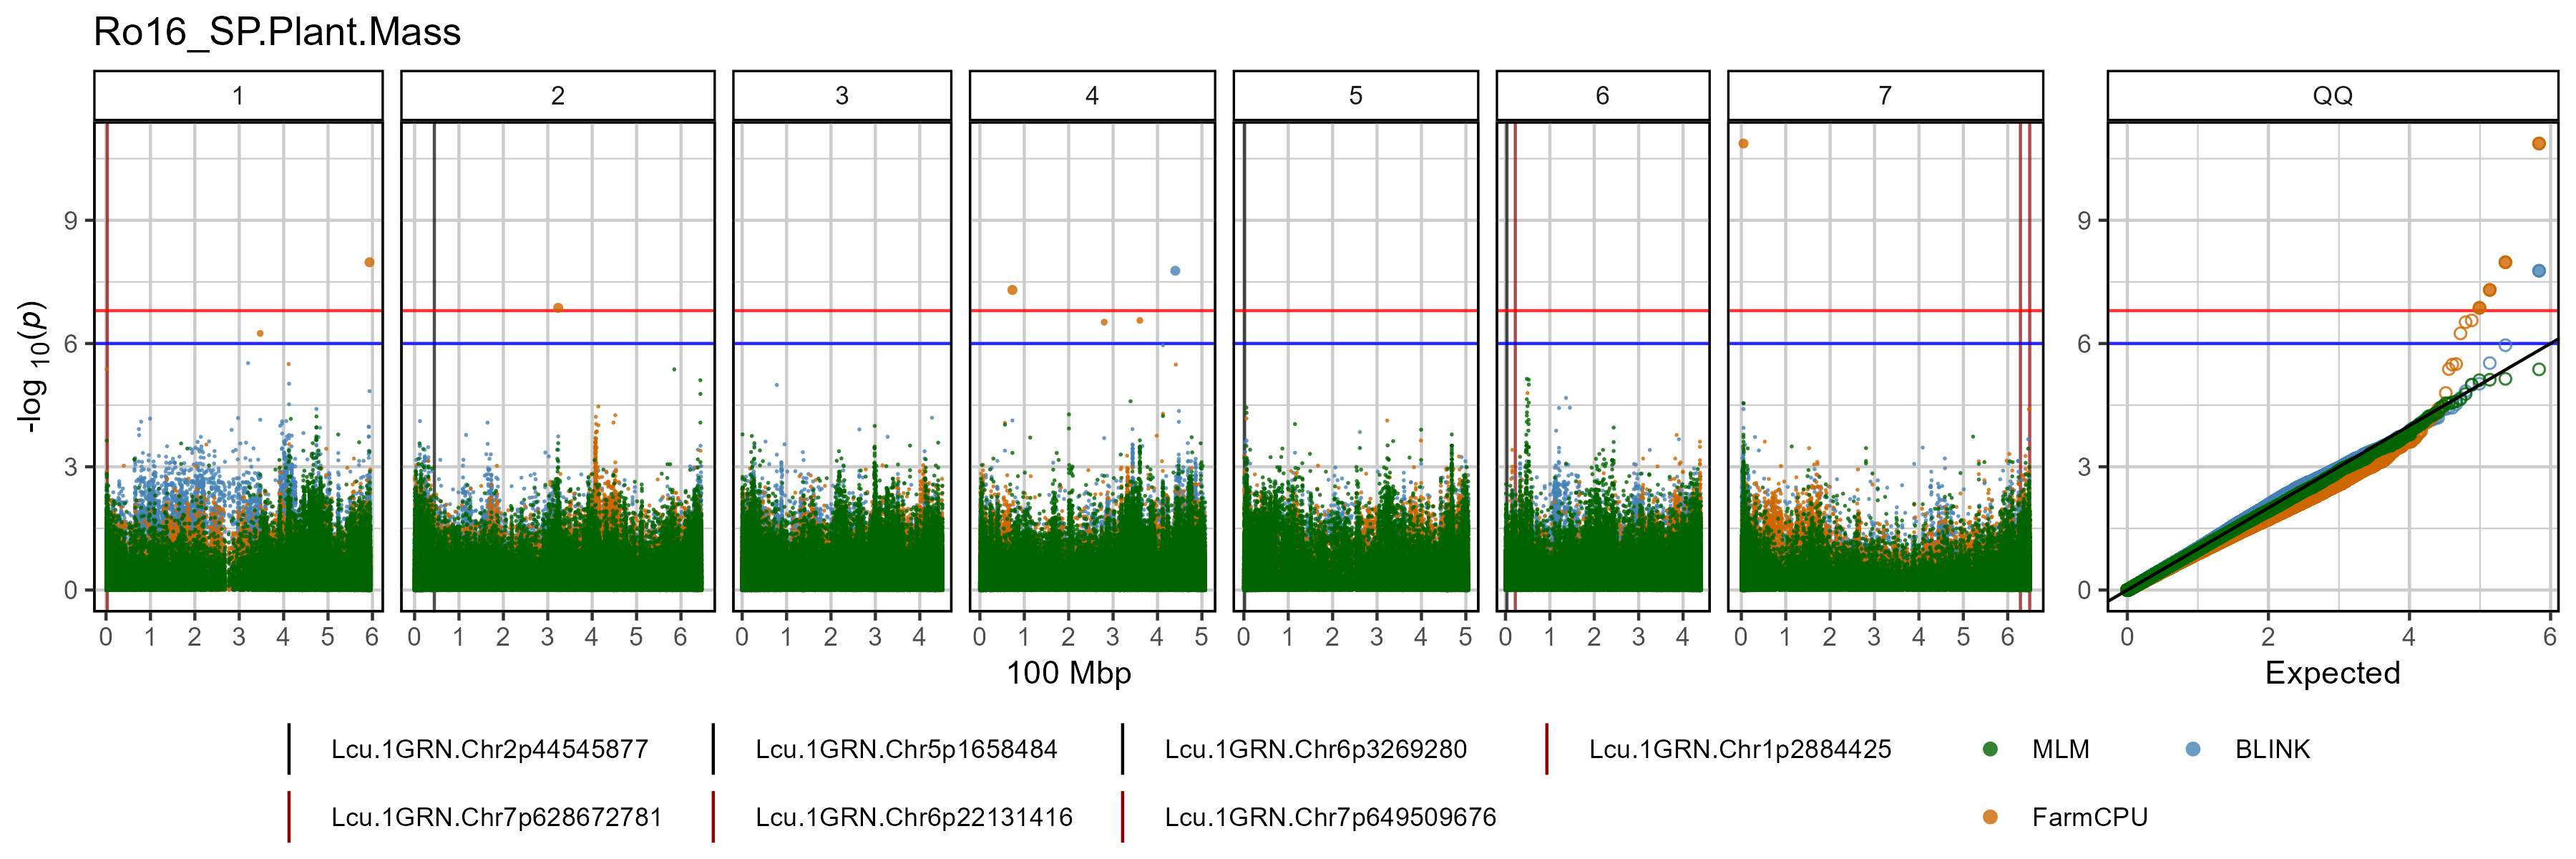 Ro16_SP.Plant.Mass
1 2 3 4 5 6 7 QQ
9 9
6 6
3 3
0 0
-log 10(p)
0 1 2 3 4 5 6 0 1 2 3 4 5 6 0 1 2 3 4 0 1 2 3 4 5 0 1 2 3 4 5 0 1 2 3 4 0 1 2 3 4 5 6 0 2 4 6
100 Mbp Expected
Lcu.1GRN.Chr2p44545877 Lcu.1GRN.Chr5p1658484 Lcu.1GRN.Chr6p3269280 Lcu.1GRN.Chr1p2884425 MLM BLINK
Lcu.1GRN.Chr7p628672781 Lcu.1GRN.Chr6p22131416 Lcu.1GRN.Chr7p649509676 FarmCPU